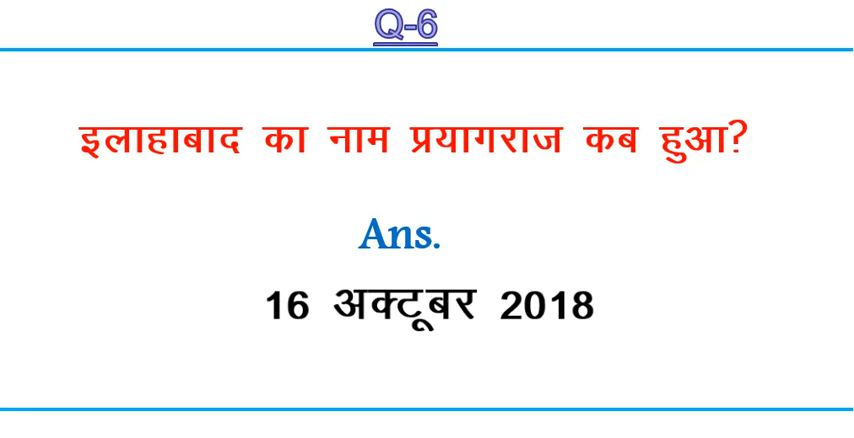 Q-6
इलाहाबाद का नाम प्रयागराज कब हुआ?
Ans.
16 अक्टूबर 2018